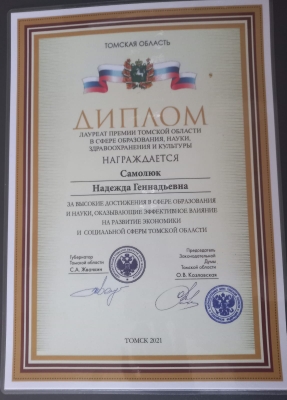 ТОМСКАЯ ОБЛАСТЬ
ДИПЛОМ
ЛАУРЕАТ ПРЕМИИ ТОМСКОЙ ОБЛАСТИ
В СФЕРЕ ОБРАЗОВАНИЯ, НАУКИ,
ЗДРАВООХРАНЕНИЯ И КУЛЬТУРЫ
НАГРАЖДАЕТСЯ
Самолюк
Надежда Геннадьевна
ЗА ВЫСОКИЕ ДОСТИЖЕНИЯ В СФЕРЕ ОБРАЗОВАНИЯ
И НАУКИ, ОКАЗЫВАЮЩИЕ ЭФФЕКТИВНОЕ ВЛИЯНИЕ
НА РАЗВИТИЕ ЭКОНОМИКИ
И СОЦИАЛЬНОЙ СФЕРЫ ТОМСКОЙ ОБЛАСТИ
Губернатор
Томской области
С.А. Жвачкин
Председатель
Законодательной
Думы
Томской области
О.В. Козловская
ТОМСК 2021